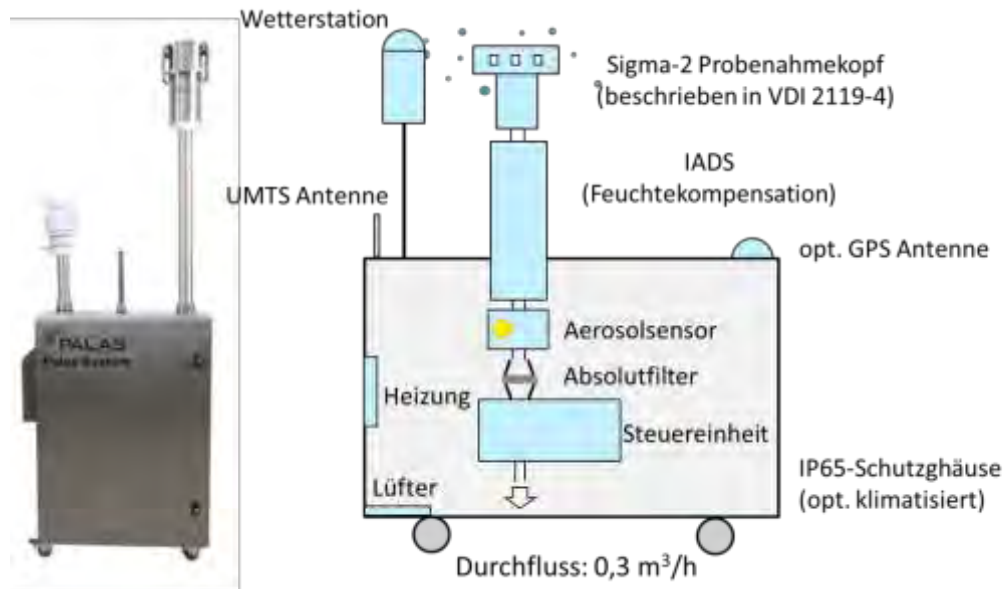 Wetterstation
Sigma-2 Probenahmekopf
(beschrieben in VDI 2119-4)
IADS
(Feuchtekompensation)
UMTS Antenne
opt. GPS Antenne
PALAS
Aerosolsensor
Absolutfilter
Heizung
Steuereinheit
IP65-Schutzghäuse
(opt. klimatisiert)
Lüfter
Durchfluss: 0,3 m³/h